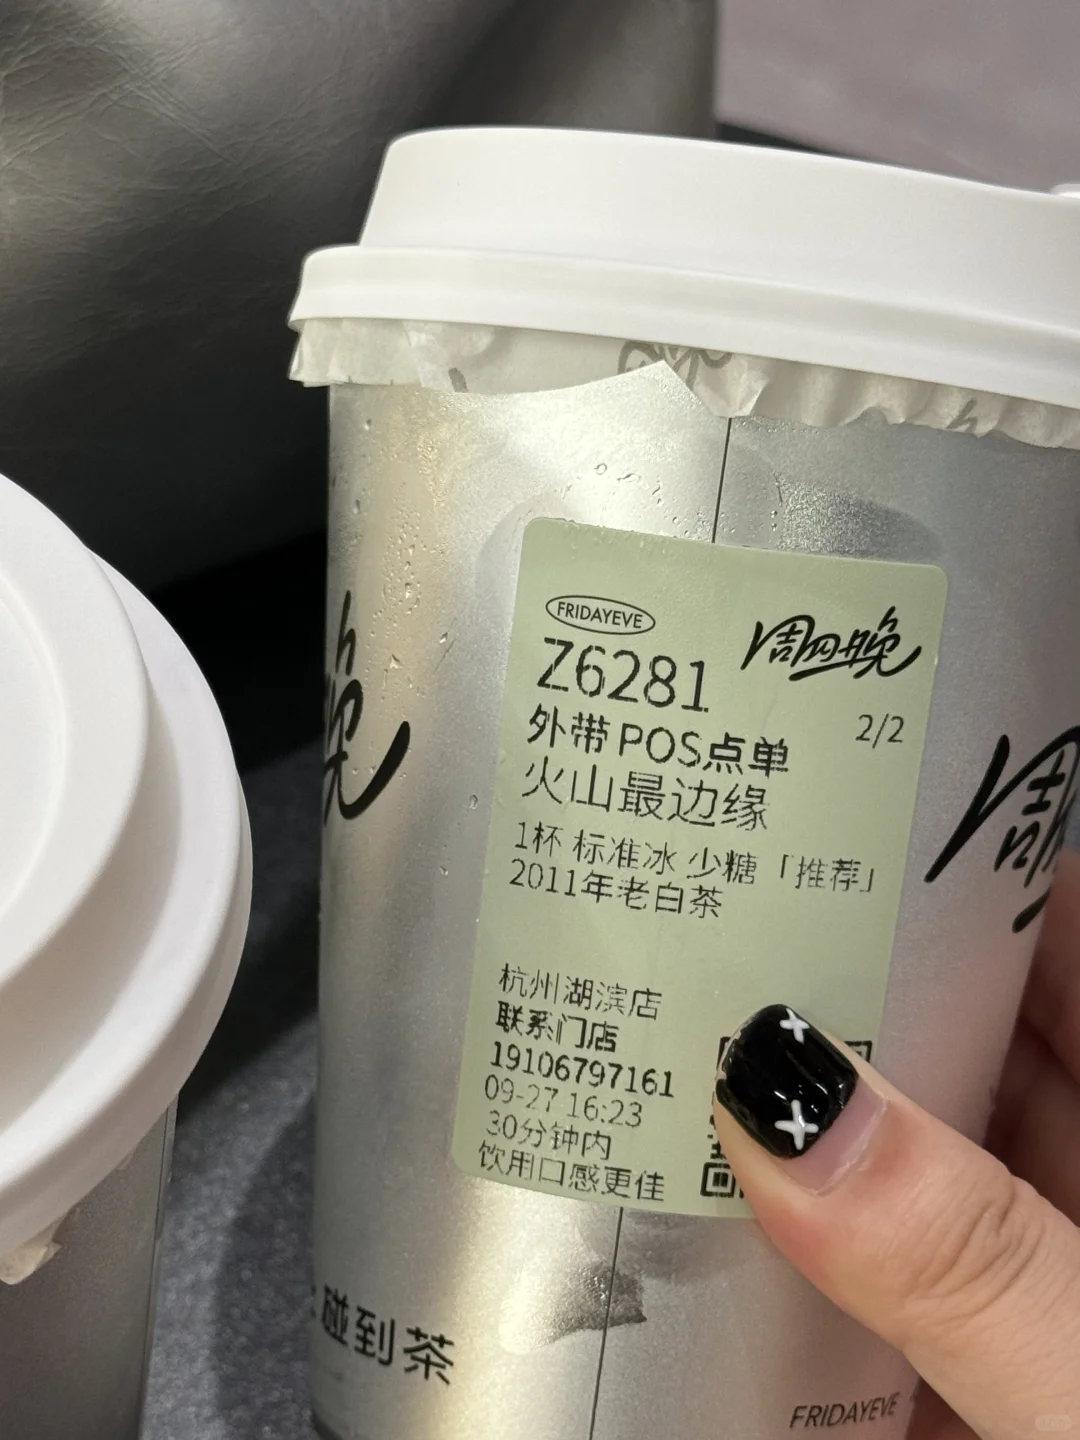 FRIDAYEVE
周四晚
Z6281
2/2
外带 POS点单
火山最边缘
1杯 标准冰 少糖「推荐」
2011年老白茶
杭州湖滨店
联系门店
19106797161
09-27 16:23
30分钟内
饮用口感更佳
晚
周
碰到茶
FRIDAYEVE